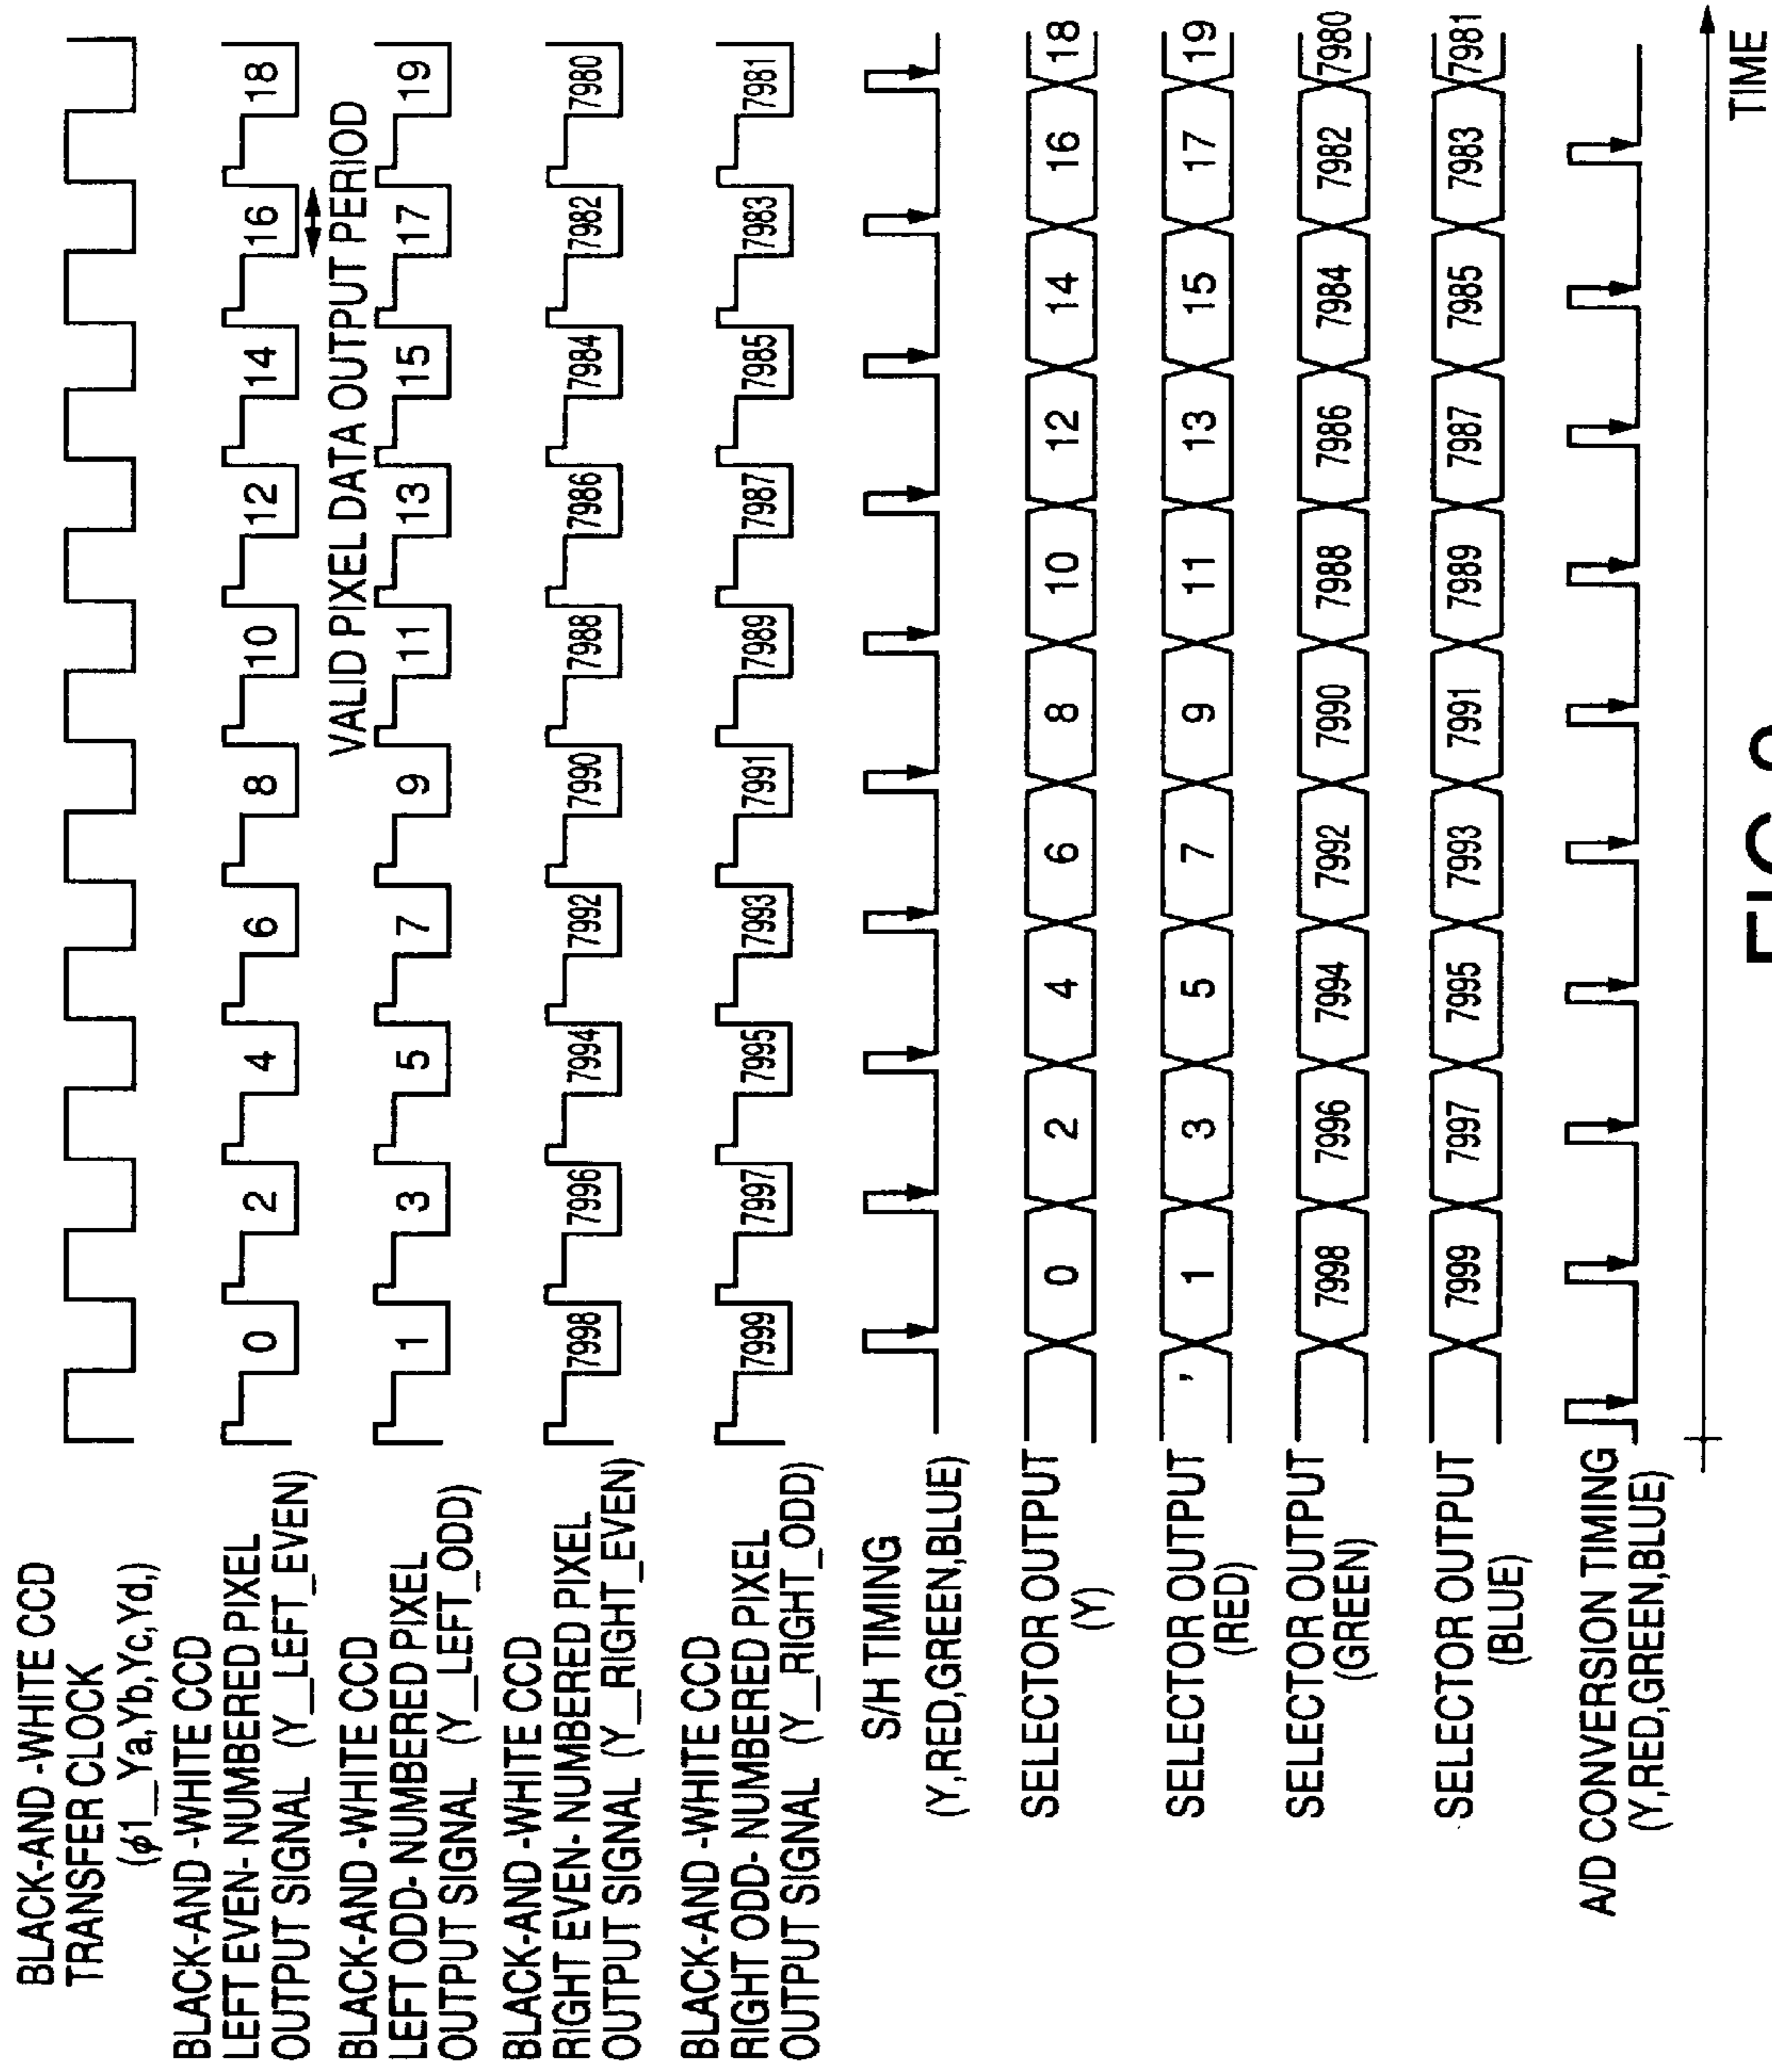 BLACK-AND-WHITE CCD
TRANSFER CLOCK
(ϕ1_Ya,Yb,Yc,Yd,)
BLACK-AND-WHITE CCD
LEFT EVEN-NUMBERED PIXEL
OUTPUT SIGNAL (Y_LEFT_EVEN)
0 2 4 6 8 10 12 14 16 18
VALID PIXEL DATA OUTPUT PERIOD
BLACK-AND-WHITE CCD
LEFT ODD-NUMBERED PIXEL
OUTPUT SIGNAL (Y_LEFT_ODD)
1 3 5 7 9 11 13 15 17 19
BLACK-AND-WHITE CCD
RIGHT EVEN-NUMBERED PIXEL
OUTPUT SIGNAL (Y_RIGHT_EVEN)
7998 7996 7994 7992 7990 7988 7986 7984 7982 7980
BLACK-AND-WHITE CCD
RIGHT ODD-NUMBERED PIXEL
OUTPUT SIGNAL (Y_RIGHT_ODD)
7999 7997 7995 7993 7991 7989 7987 7985 7983 7981
S/H TIMING
(Y,RED,GREEN,BLUE)
SELECTOR OUTPUT
(Y)
0 2 4 6 8 10 12 14 16 18
SELECTOR OUTPUT
(RED)
' 1 3 5 7 9 11 13 15 17 19
SELECTOR OUTPUT
(GREEN)
7998 7996 7994 7992 7990 7988 7986 7984 7982 7980
SELECTOR OUTPUT
(BLUE)
7999 7997 7995 7993 7991 7989 7987 7985 7983 7981
A/D CONVERSION TIMING
(Y,RED,GREEN,BLUE)
TIME